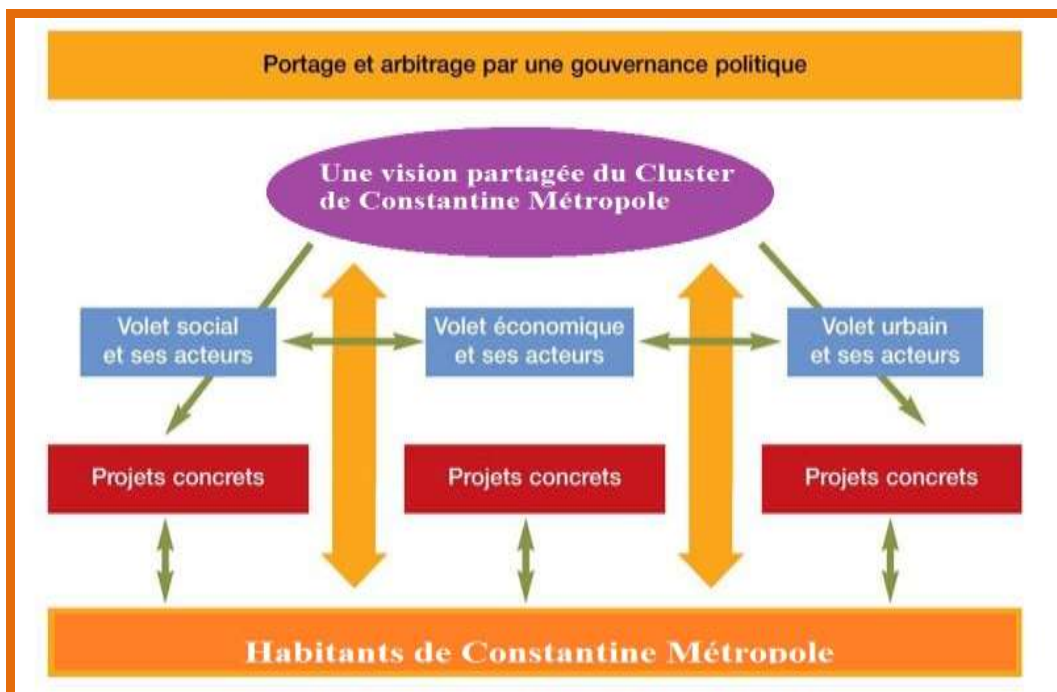 Portage et arbitrage par une gouvernance politique
Une vision partagée du Cluster
de Constantine Métropole
Volet social
et ses acteurs
Volet économique
et ses acteurs
Volet urbain
et ses acteurs
Projets concrets
Projets concrets
Projets concrets
Habitants de Constantine Métropole